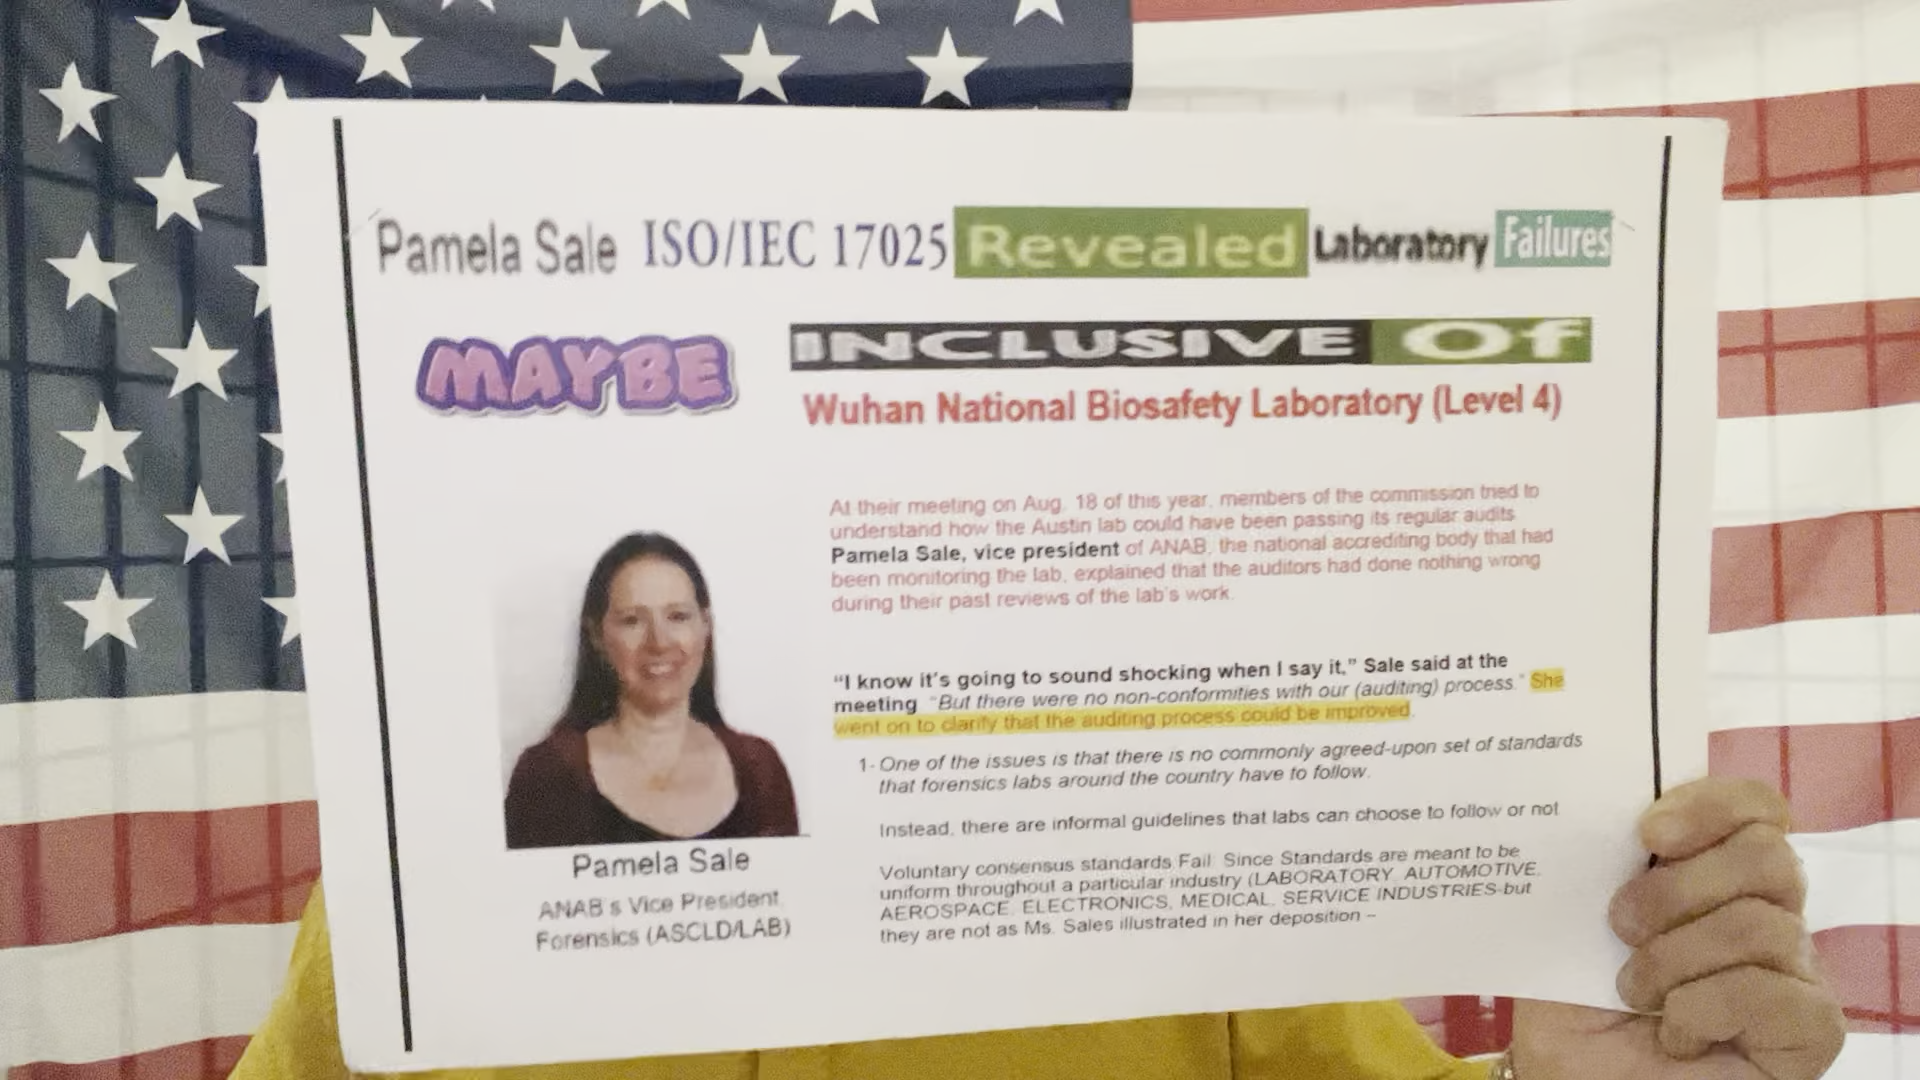 Pamela Sale ISO/IEC 17025 Revealed Laboratory Failures
MAYBE INCLUSIVE Of
Wuhan National Biosafety Laboratory (Level 4)
At their meeting on Aug. 18 of this year, members of the commission tried to
understand how the Austin lab could have been passing its regular audits
Pamela Sale, vice president of ANAB, the national accrediting body that had
been monitoring the lab, explained that the auditors had done nothing wrong
during their past reviews of the lab's work.
“I know it's going to sound shocking when I say it,” Sale said at the
meeting "But there were no non-conformities with our (auditing) process." She
went on to clarify that the auditing process could be improved.
1- One of the issues is that there is no commonly agreed-upon set of standards
that forensics labs around the country have to follow.
Instead, there are informal guidelines that labs can choose to follow or not
Voluntary consensus standards Fail. Since Standards are meant to be
uniform throughout a particular industry (LABORATORY, AUTOMOTIVE,
AEROSPACE, ELECTRONICS, MEDICAL, SERVICE INDUSTRIES-but
they are not as Ms. Sales illustrated in her deposition –
Pamela Sale
ANAB's Vice President
Forensics (ASCLD/LAB)